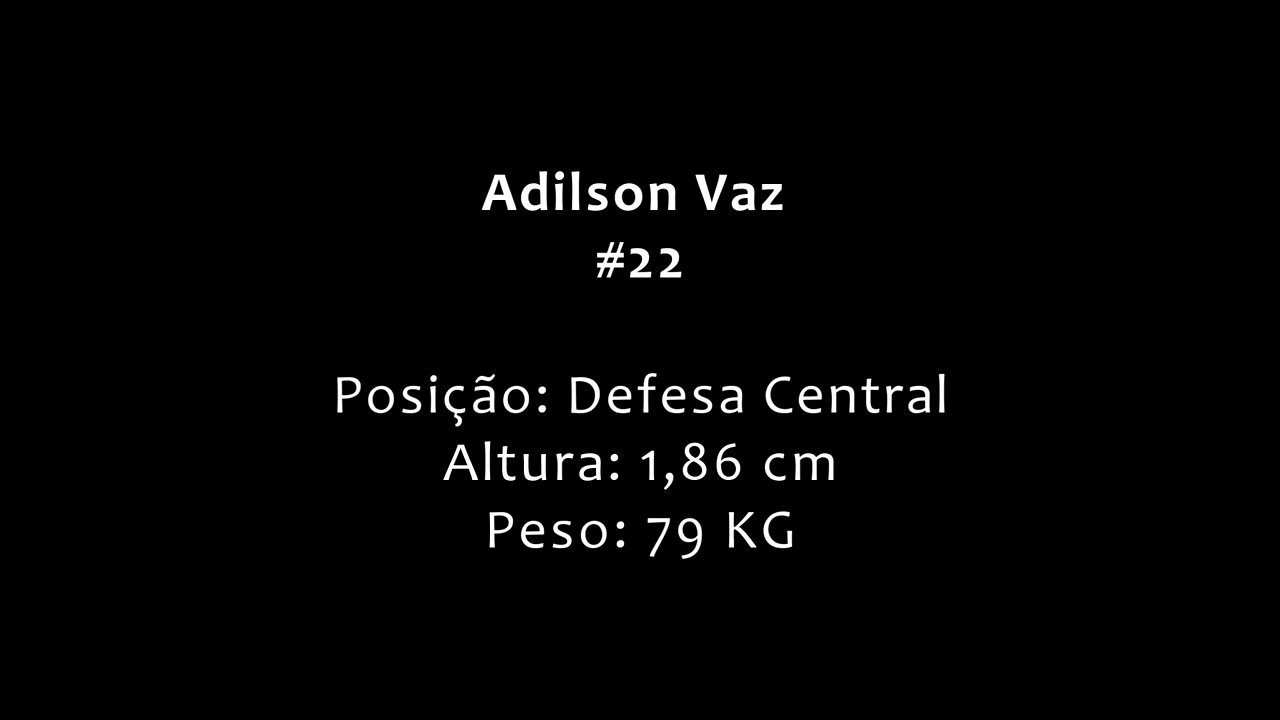 Adilson Vaz
#22
Posição: Defesa Central
Altura: 1,86 cm
Peso: 79 KG